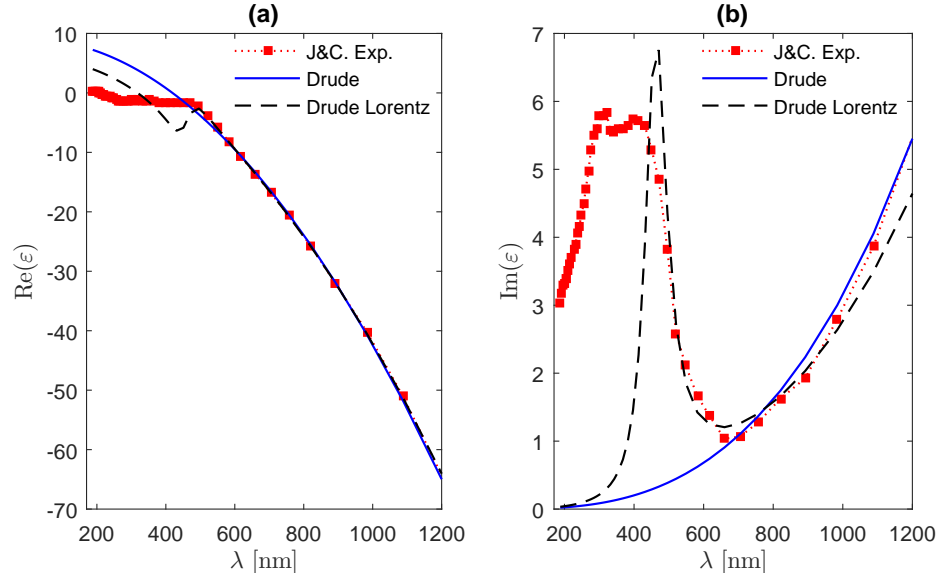 (a)
J&C. Exp.
Drude
Drude Lorentz
10
0
-10
-20
-30
-40
-50
-60
-70
Re(ε)
200 400 600 800 1000 1200
λ [nm]
(b)
J&C. Exp.
Drude
Drude Lorentz
7
6
5
4
3
2
1
0
Im(ε)
200 400 600 800 1000 1200
λ [nm]